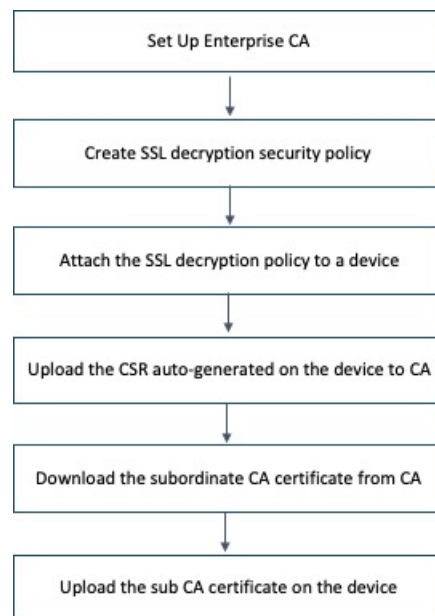 Set Up Enterprise CA
Create SSL decryption security policy
Attach the SSL decryption policy to a device
Upload the CSR auto-generated on the device to CA
Download the subordinate CA certificate from CA
Upload the sub CA certificate on the device